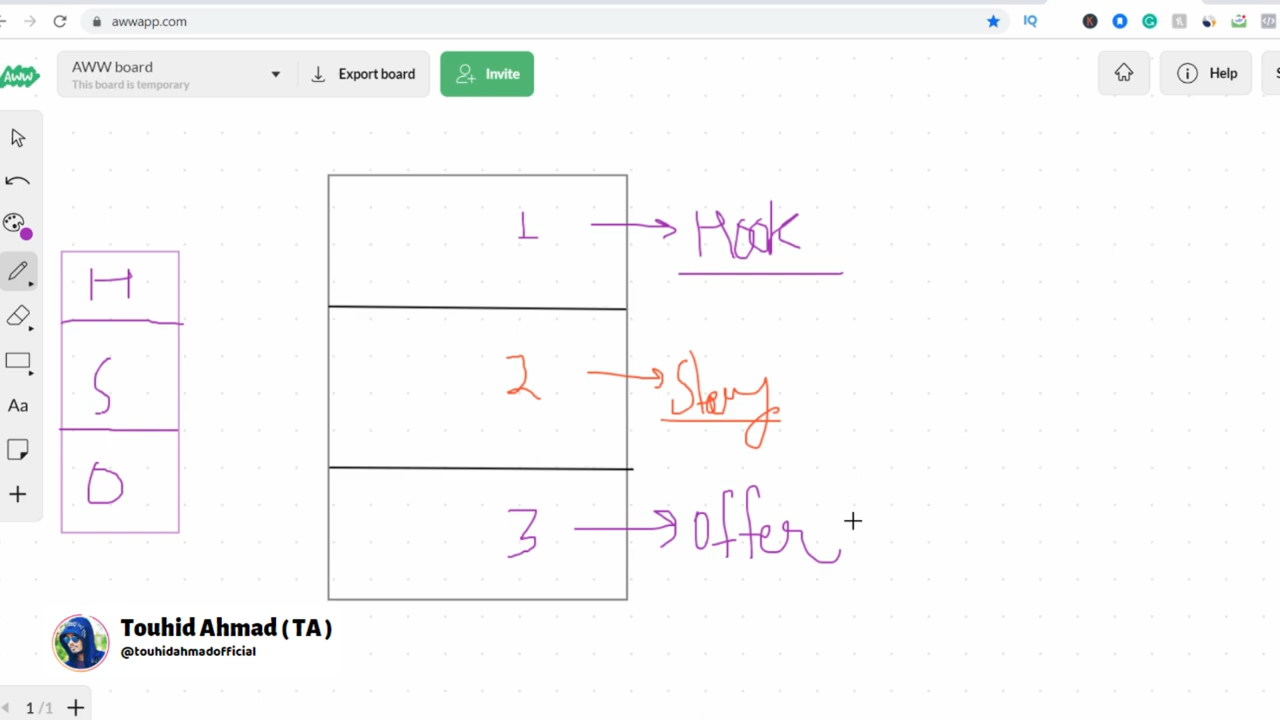 awwapp.com
IQ
AWW
AWW board
This board is temporary
Export board
Invite
Help
H
S
O
1
Hook
2
Story
3
Offer
Aa
Touhid Ahmad ( TA )
@touhidahmadofficial
1 / 1